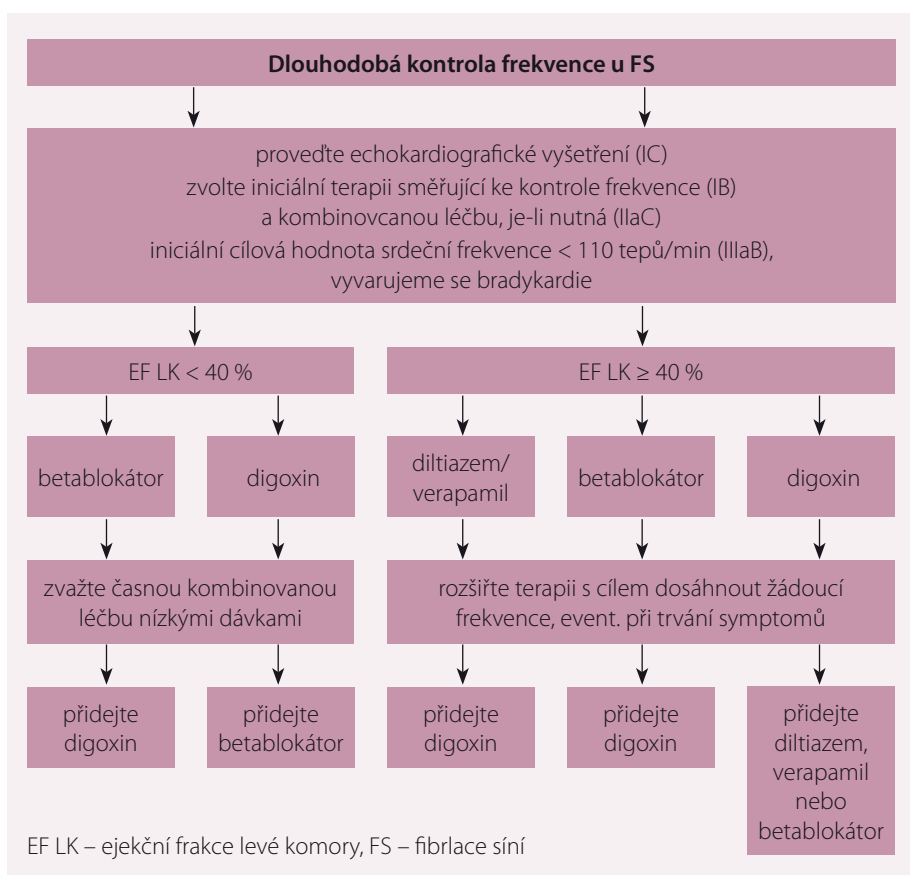 Dlouhodobá kontrola frekvence u FS
proveďte echokardiografické vyšetření (IC)
zvolte iniciální terapii směřující ke kontrole frekvence (IB)
a kombinovcanou léčbu, je-li nutná (IIaC)
iniciální cílová hodnota srdeční frekvence < 110 tepů/min (IIIaB),
vyvarujeme se bradykardie
EF LK < 40 %
EF LK ≥ 40 %
betablokátor
digoxin
diltiazem/
verapamil
betablokátor
digoxin
zvažte časnou kombinovanou
léčbu nízkými dávkami
rozšiřte terapii s cílem dosáhnout žádoucí
frekvence, event. při trvání symptomů
přidejte
digoxin
přidejte
betablokátor
přidejte
digoxin
přidejte
digoxin
přidejte
diltiazem,
verapamil
nebo
betablokátor
EF LK – ejekční frakce levé komory, FS – fibrlace síní